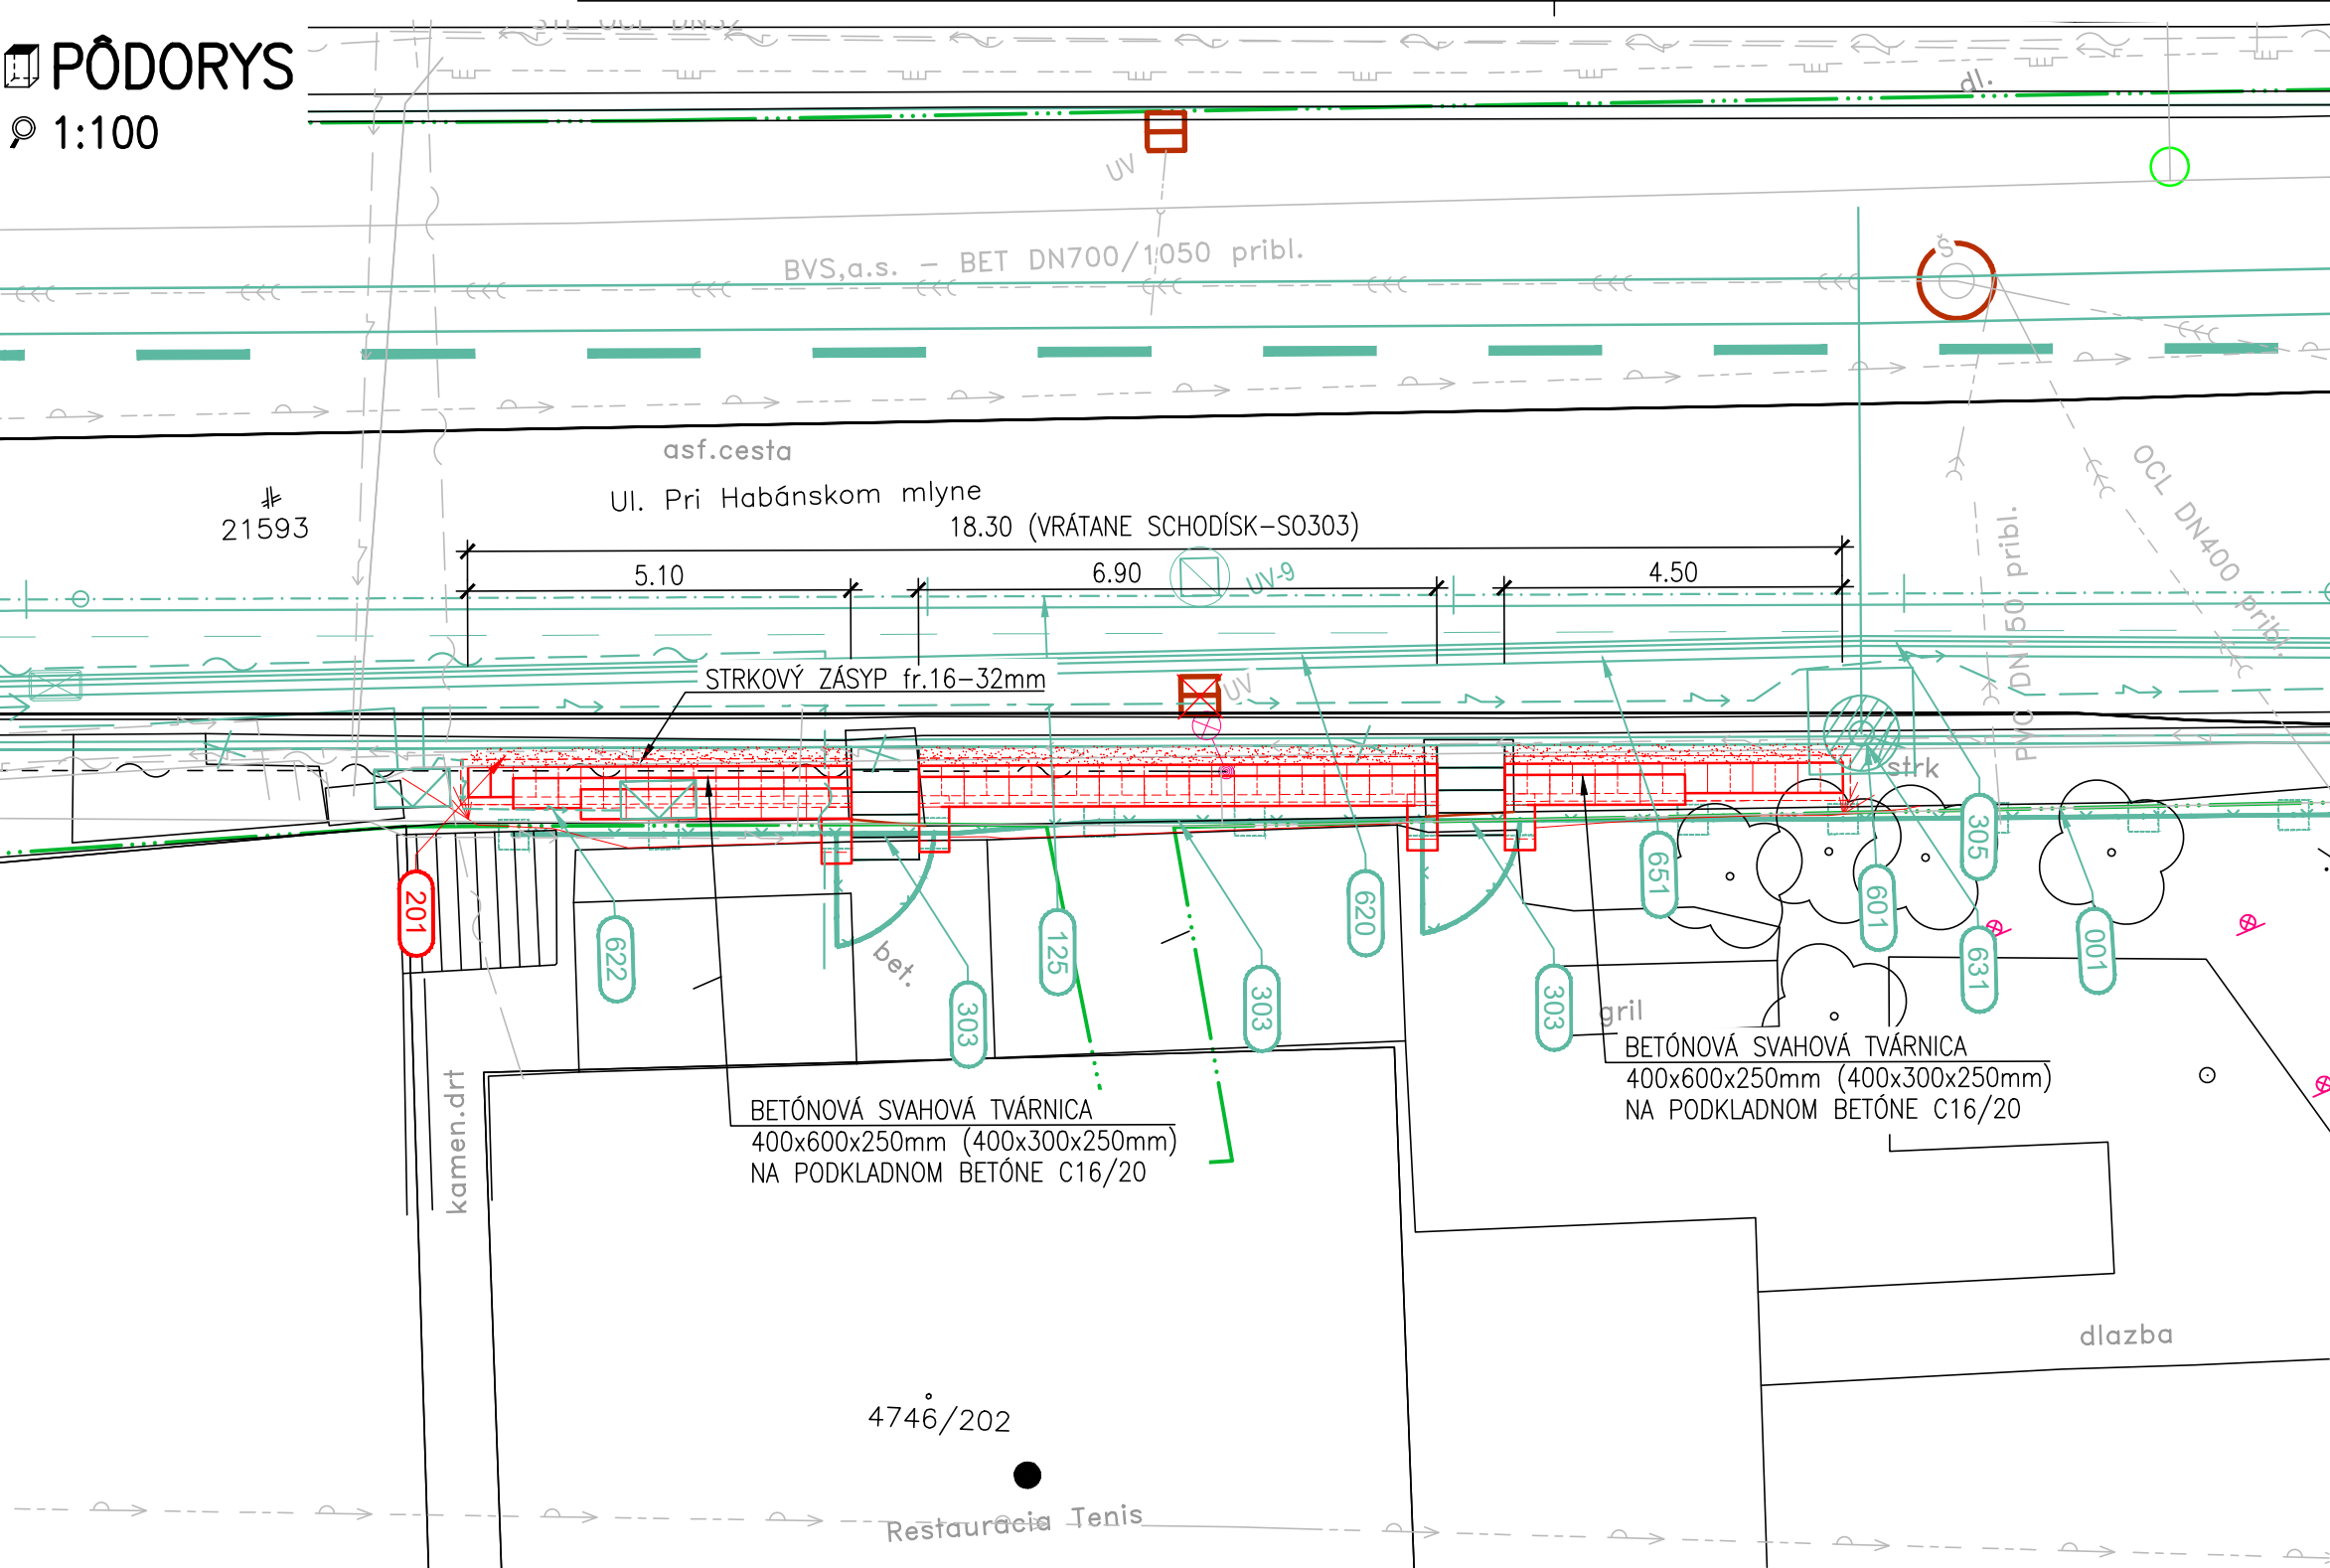 PÔDORYS
1:100
dl.
UV
BVS,a.s. – BET DN700/1050 pribl.
Š
asf.cesta
Ul. Pri Habánskom mlyne
21593
18.30 (VRÁTANE SCHODÍSK–SO303)
5.10
6.90
4.50
UV-9
OCL DN400 pribl.
PVC DN150 pribl.
STRKOVÝ ZÁSYP fr.16–32mm
UV
strk
201
622
303
125
303
620
303
651
601
305
631
001
bet.
gril
kamen.drt
BETÓNOVÁ SVAHOVÁ TVÁRNICA
400x600x250mm (400x300x250mm)
NA PODKLADNOM BETÓNE C16/20
BETÓNOVÁ SVAHOVÁ TVÁRNICA
400x600x250mm (400x300x250mm)
NA PODKLADNOM BETÓNE C16/20
dlazba
4746/202
Restauracia Tenis